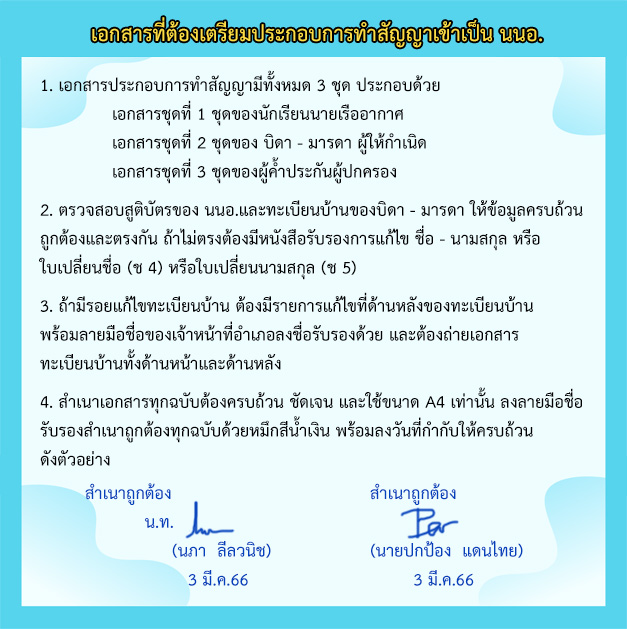 เอกสารที่ต้องเตรียมประกอบการทำสัญญาเข้าเป็น นนอ.
1. เอกสารประกอบการทำสัญญามีทั้งหมด 3 ชุด ประกอบด้วย
เอกสารชุดที่ 1 ชุดของนักเรียนนายเรืออากาศ
เอกสารชุดที่ 2 ชุดของ บิดา - มารดา ผู้ให้กำเนิด
เอกสารชุดที่ 3 ชุดของผู้ค้ำประกันผู้ปกครอง
2. ตรวจสอบสูติบัตรของ นนอ.และทะเบียนบ้านของบิดา - มารดา ให้ข้อมูลครบถ้วน
ถูกต้องและตรงกัน ถ้าไม่ตรงต้องมีหนังสือรับรองการแก้ไข ชื่อ - นามสกุล หรือ
ใบเปลี่ยนชื่อ (ช 4) หรือใบเปลี่ยนนามสกุล (ช 5)
3. ถ้ามีรอยแก้ไขทะเบียนบ้าน ต้องมีรายการแก้ไขที่ด้านหลังของทะเบียนบ้าน
พร้อมลายมือชื่อของเจ้าหน้าที่อำเภอลงชื่อรับรองด้วย และต้องถ่ายเอกสาร
ทะเบียนบ้านทั้งด้านหน้าและด้านหลัง
4. สำเนาเอกสารทุกฉบับต้องครบถ้วน ชัดเจน และใช้ขนาด A4 เท่านั้น ลงลายมือชื่อ
รับรองสำเนาถูกต้องทุกฉบับด้วยหมึกสีน้ำเงิน พร้อมลงวันที่กำกับให้ครบถ้วน
ดังตัวอย่าง
สำเนาถูกต้อง
น.ท.
(นภา ลีลวนิช)
3 มี.ค.66
สำเนาถูกต้อง
(นายปกป้อง แดนไทย)
3 มี.ค.66